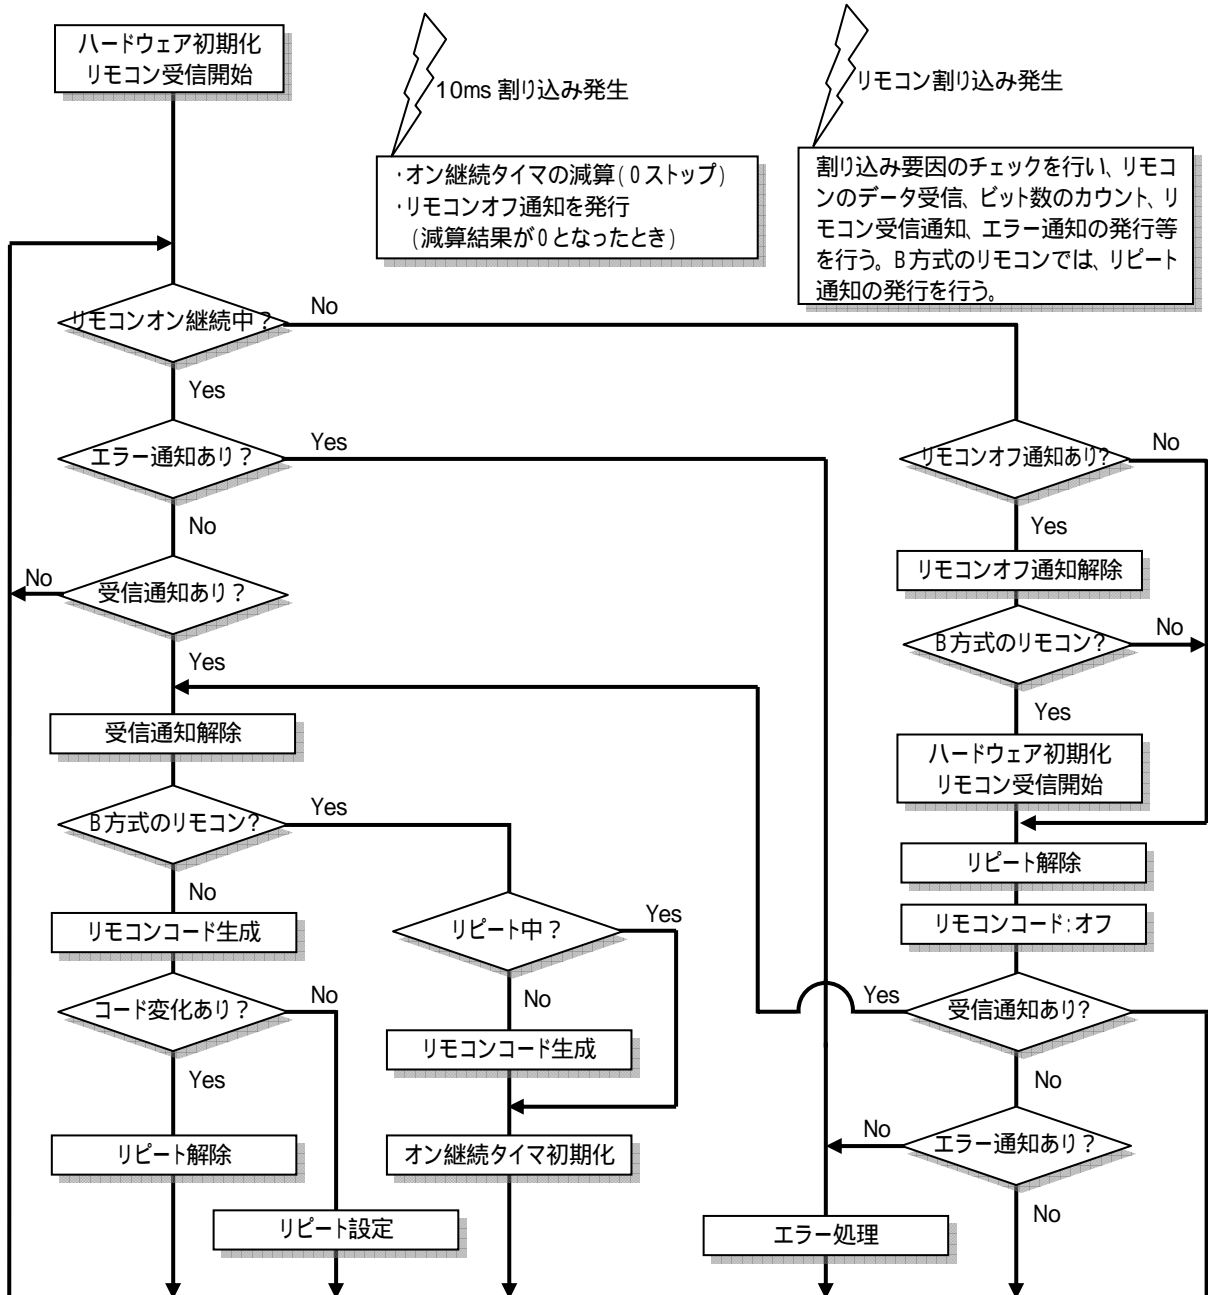 ハードウェア初期化
リモコン受信開始
10ms 割り込み発生
・オン継続タイマの減算(0ストップ)
・リモコンオフ通知を発行
(減算結果が0となったとき)
リモコン割り込み発生
割り込み要因のチェックを行い、リモコ
ンのデータ受信、ビット数のカウント、リ
モコン受信通知、エラー通知の発行等
を行う。B方式のリモコンでは、リピート
通知の発行を行う。
リモコンオン継続中?
No
Yes
エラー通知あり?
Yes
No
リモコンオフ通知あり?
No
Yes
受信通知あり?
No
Yes
リモコンオフ通知解除
B方式のリモコン?
No
Yes
受信通知解除
ハードウェア初期化
リモコン受信開始
B方式のリモコン?
Yes
No
リピート解除
リモコンコード生成
リピート中?
Yes
No
リモコンコード:オフ
コード変化あり?
No
Yes
受信通知あり?
Yes
No
リモコンコード生成
リピート解除
オン継続タイマ初期化
エラー通知あり?
No
No
リピート設定
エラー処理